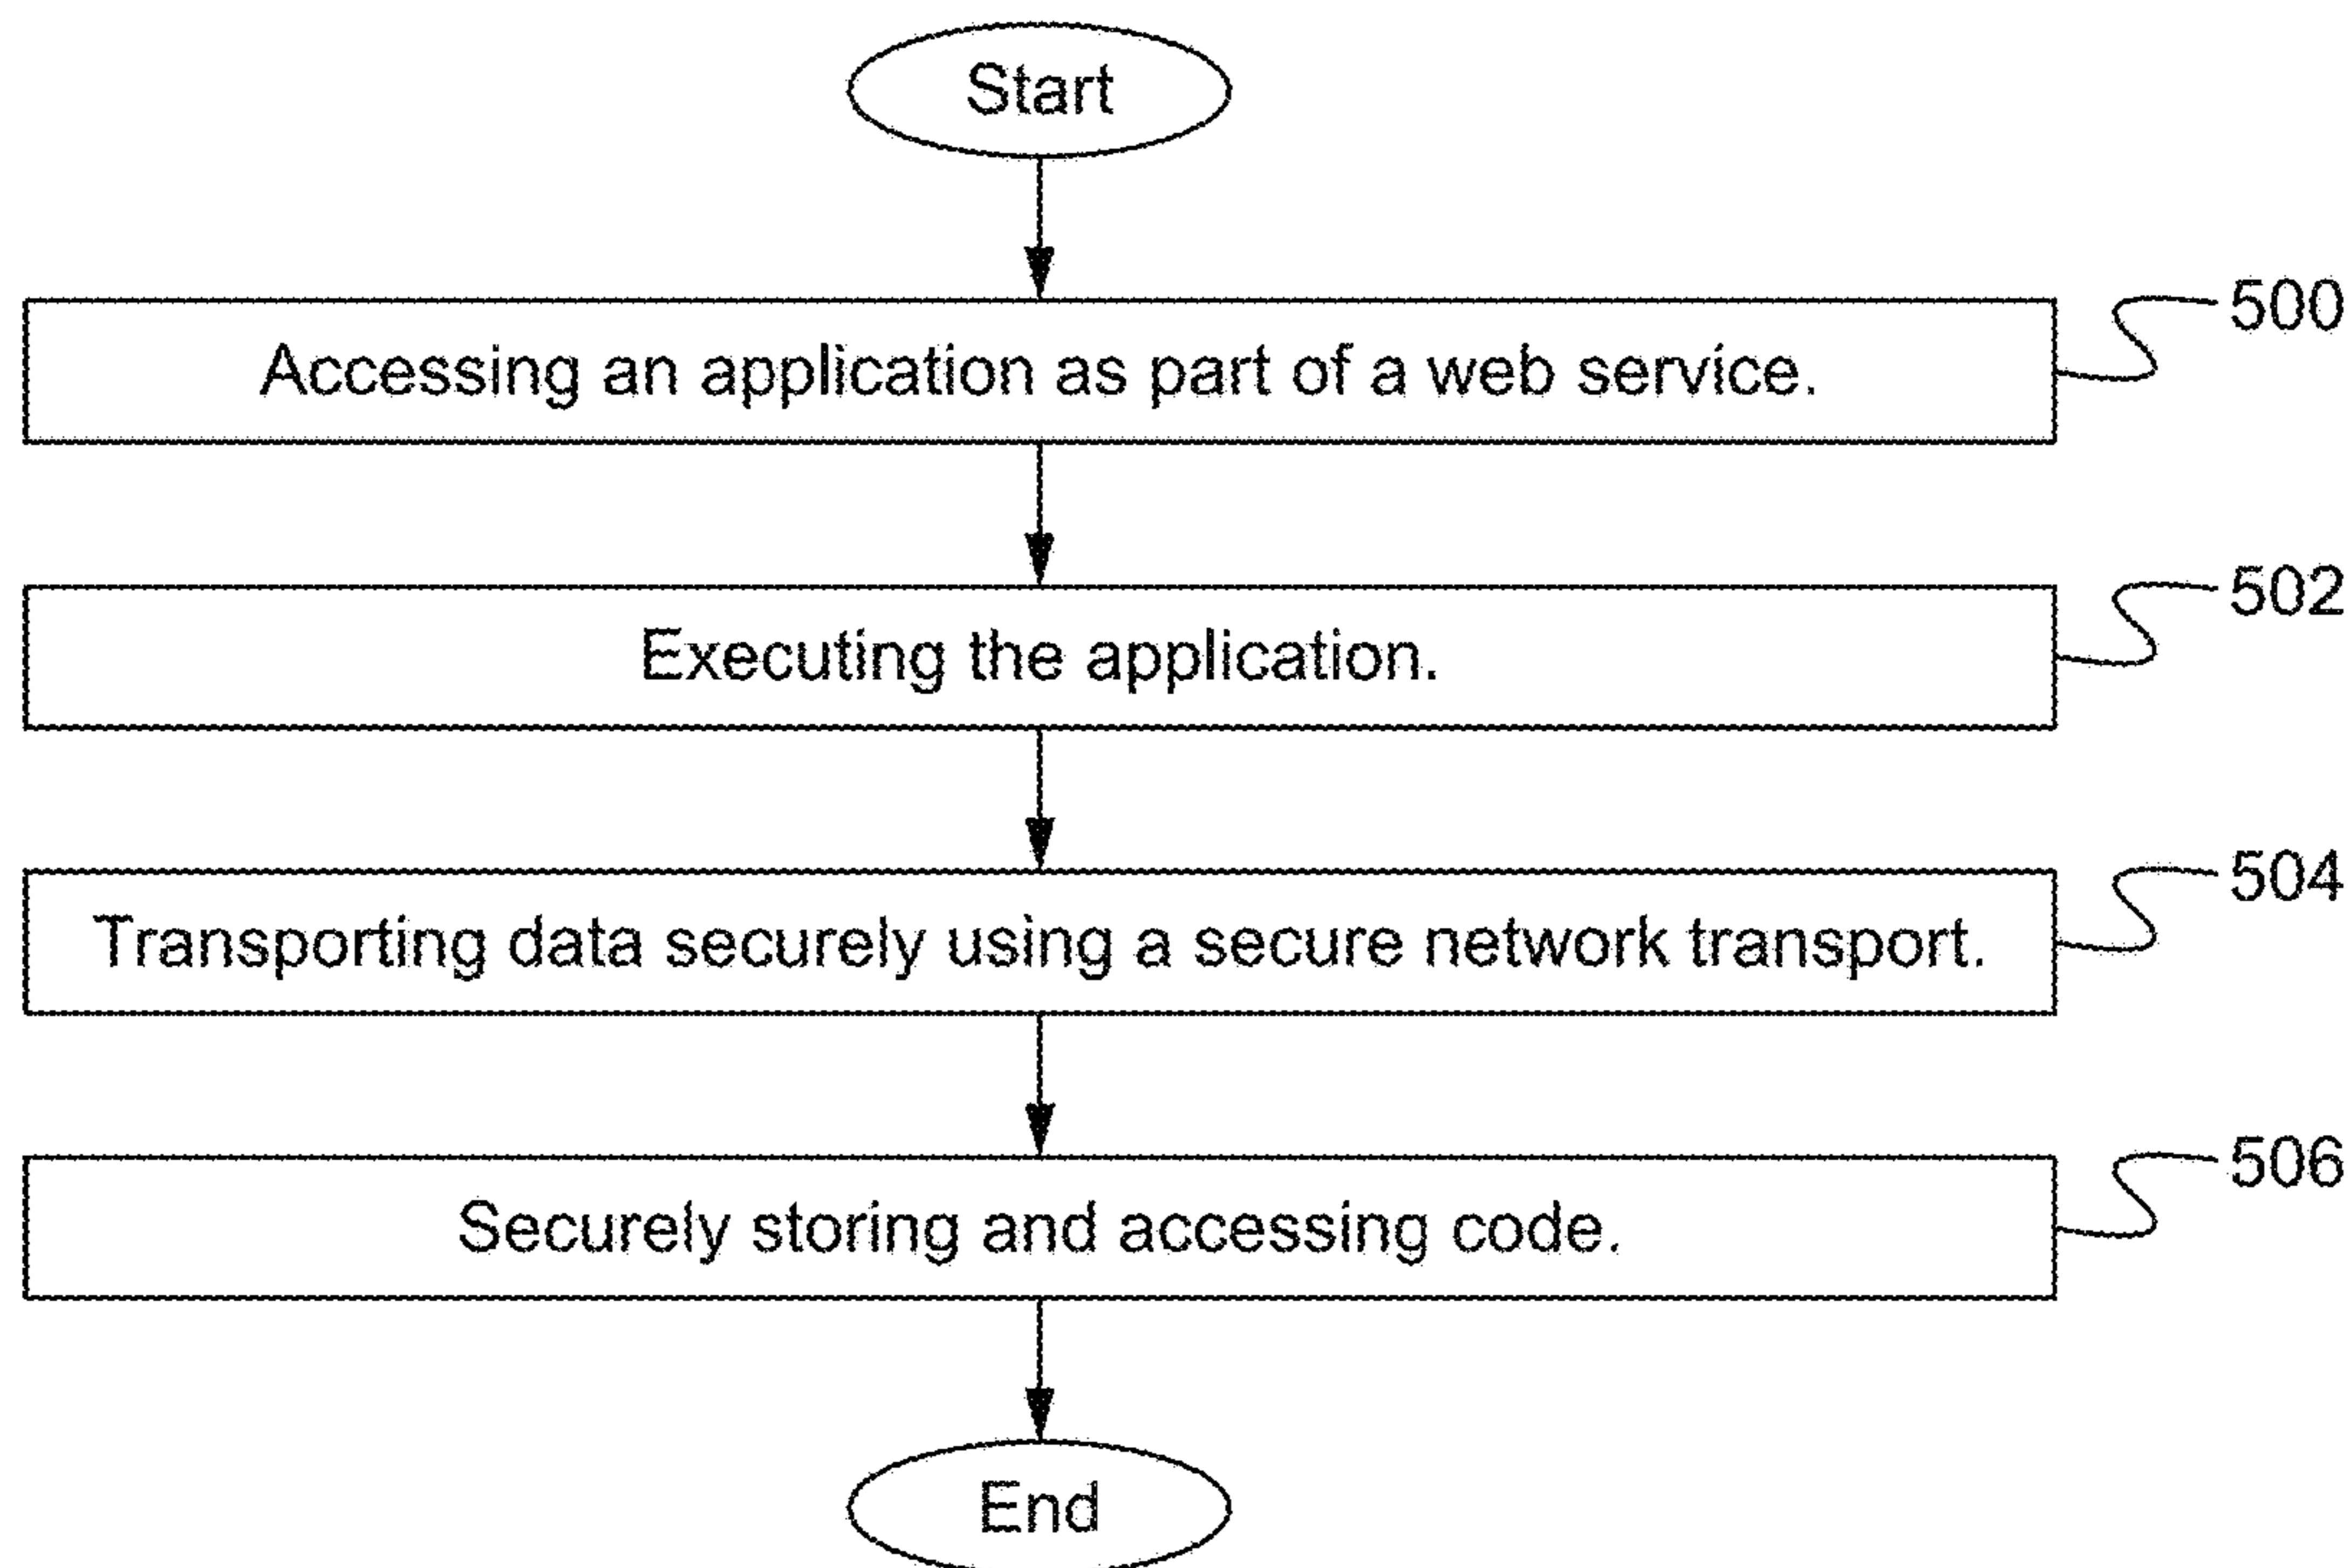 Start
Accessing an application as part of a web service.
500
Executing the application.
502
Transporting data securely using a secure network transport.
504
Securely storing and accessing code.
506
End